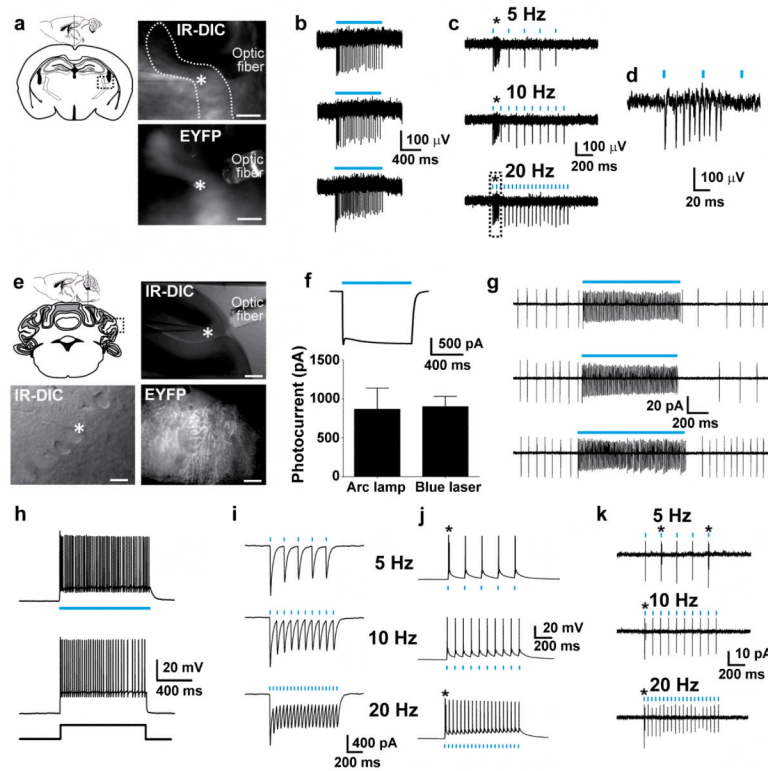 a
IR-DIC
Optic
fiber
*
EYFP
Optic
fiber
*
b
100 µV
400 ms
c
5 Hz
*
10 Hz
*
100 µV
200 ms
20 Hz
*
d
100 µV
20 ms
e
IR-DIC
Optic
fiber
*
IR-DIC
*
EYFP
f
500 pA
400 ms
Photocurrent (pA)
1500
1000
500
0
Arc lamp
Blue laser
g
20 pA
200 ms
h
20 mV
400 ms
i
5 Hz
10 Hz
20 Hz
400 pA
200 ms
j
*
20 mV
200 ms
*
k
5 Hz
* *
10 Hz
*
10 pA
200 ms
20 Hz
*